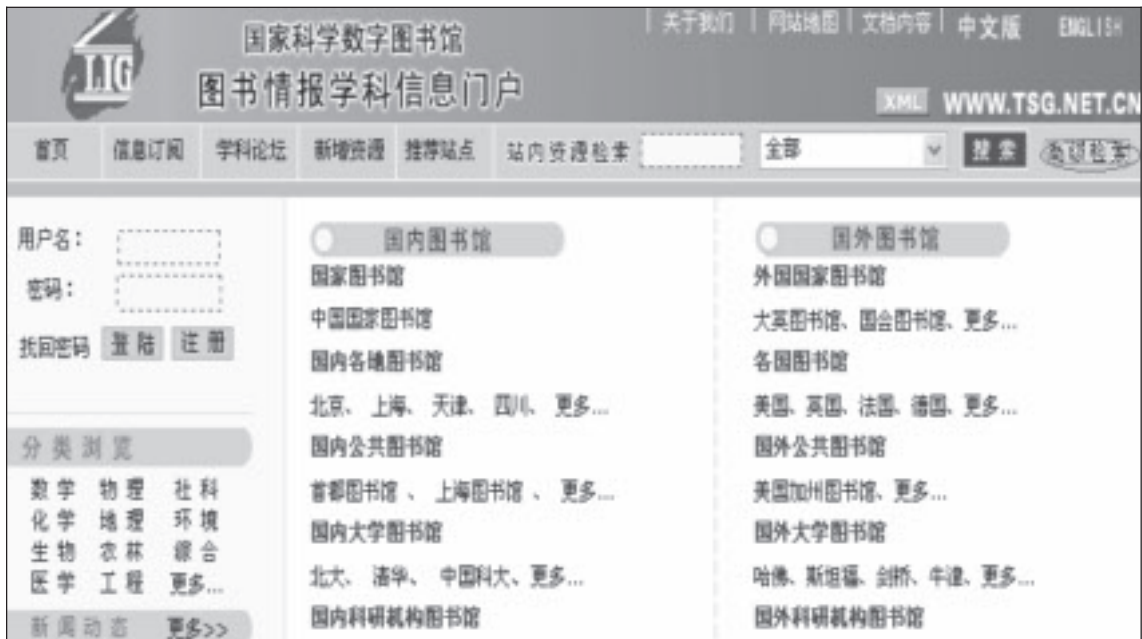 LIG
国家科学数字图书馆
图书情报学科信息门户
关于我们 | 网站地图 | 文档内容 | 中文版 ENGLISH
XML WWW.TSG.NET.CN
首页 信息订阅 学科论坛 新增资源 推荐站点 站内资源检索 全部 搜索 高级检索
用户名：
密码：
找回密码 登陆 注册
分类浏览
数学 物理 社科
化学 地理 环境
生物 农林 综合
医学 工程 更多...
新闻动态 更多>>
国内图书馆
国家图书馆
中国国家图书馆
国内各地图书馆
北京、上海、天津、四川、更多...
国内公共图书馆
首都图书馆、上海图书馆、更多...
国内大学图书馆
北大、清华、中国科大、更多...
国内科研机构图书馆
国外图书馆
外国国家图书馆
大英图书馆、国会图书馆、更多...
各国图书馆
美国、英国、法国、德国、更多...
国外公共图书馆
美国加州图书馆、更多...
国外大学图书馆
哈佛、斯坦福、剑桥、牛津、更多...
国外科研机构图书馆